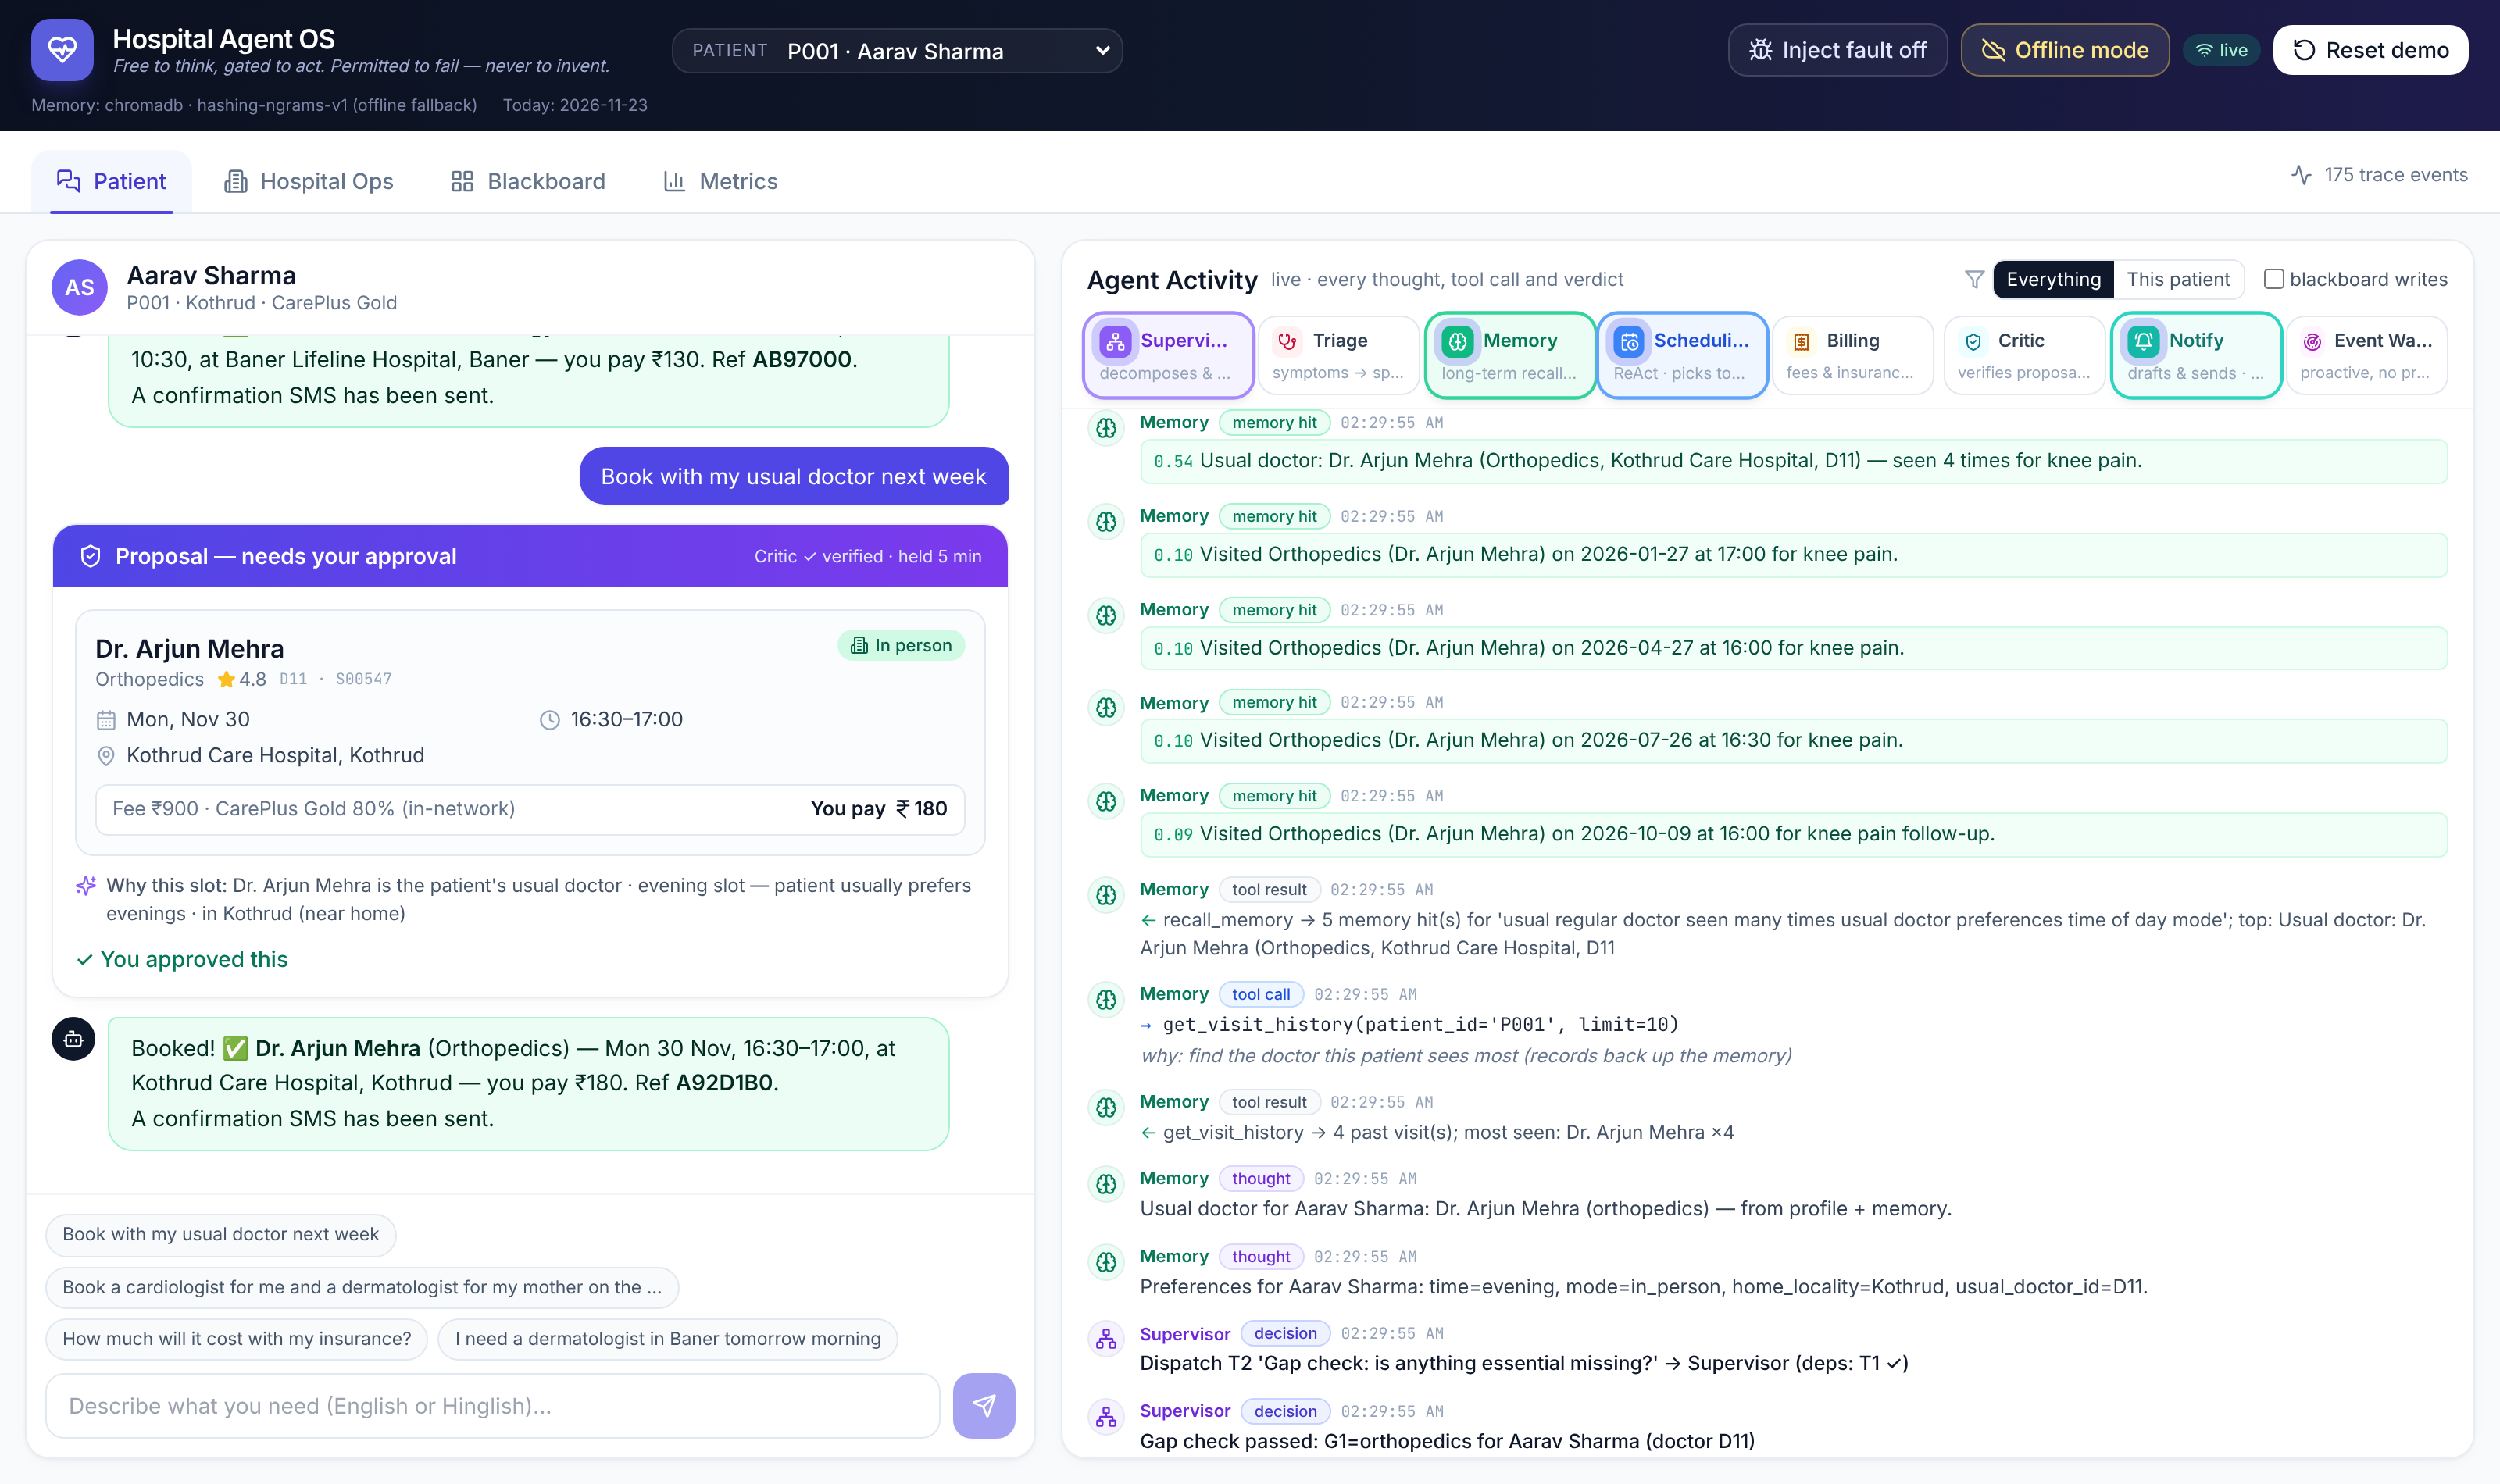 Hospital Agent OS
Free to think, gated to act. Permitted to fail — never to invent.
PATIENT P001 · Aarav Sharma
Inject fault off
Offline mode
live
Reset demo
Memory: chromadb · hashing-ngrams-v1 (offline fallback) Today: 2026-11-23
Patient
Hospital Ops
Blackboard
Metrics
175 trace events
AS
Aarav Sharma
P001 · Kothrud · CarePlus Gold
10:30, at Baner Lifeline Hospital, Baner — you pay ₹130. Ref AB97000.
A confirmation SMS has been sent.
Book with my usual doctor next week
Proposal — needs your approval
Critic ✓ verified · held 5 min
Dr. Arjun Mehra
In person
Orthopedics ⭐ 4.8 D11 · S00547
Mon, Nov 30
16:30–17:00
Kothrud Care Hospital, Kothrud
Fee ₹900 · CarePlus Gold 80% (in-network)
You pay ₹180
Why this slot: Dr. Arjun Mehra is the patient's usual doctor · evening slot — patient usually prefers
evenings · in Kothrud (near home)
✓ You approved this
Booked! ✅ Dr. Arjun Mehra (Orthopedics) — Mon 30 Nov, 16:30–17:00, at
Kothrud Care Hospital, Kothrud — you pay ₹180. Ref A92D1B0.
A confirmation SMS has been sent.
Book with my usual doctor next week
Book a cardiologist for me and a dermatologist for my mother on the ...
How much will it cost with my insurance?
I need a dermatologist in Baner tomorrow morning
Describe what you need (English or Hinglish)...
Agent Activity live · every thought, tool call and verdict
Everything
This patient
blackboard writes
Supervi...
decomposes & ...
Triage
symptoms → sp...
Memory
long-term recall...
Scheduli...
ReAct · picks to...
Billing
fees & insuranc...
Critic
verifies proposa...
Notify
drafts & sends · ...
Event Wa...
proactive, no pr...
Memory memory hit 02:29:55 AM
0.54 Usual doctor: Dr. Arjun Mehra (Orthopedics, Kothrud Care Hospital, D11) — seen 4 times for knee pain.
Memory memory hit 02:29:55 AM
0.10 Visited Orthopedics (Dr. Arjun Mehra) on 2026-01-27 at 17:00 for knee pain.
Memory memory hit 02:29:55 AM
0.10 Visited Orthopedics (Dr. Arjun Mehra) on 2026-04-27 at 16:00 for knee pain.
Memory memory hit 02:29:55 AM
0.10 Visited Orthopedics (Dr. Arjun Mehra) on 2026-07-26 at 16:30 for knee pain.
Memory memory hit 02:29:55 AM
0.09 Visited Orthopedics (Dr. Arjun Mehra) on 2026-10-09 at 16:00 for knee pain follow-up.
Memory tool result 02:29:55 AM
← recall_memory → 5 memory hit(s) for 'usual regular doctor seen many times usual doctor preferences time of day mode'; top: Usual doctor: Dr.
Arjun Mehra (Orthopedics, Kothrud Care Hospital, D11
Memory tool call 02:29:55 AM
→ get_visit_history(patient_id='P001', limit=10)
why: find the doctor this patient sees most (records back up the memory)
Memory tool result 02:29:55 AM
← get_visit_history → 4 past visit(s); most seen: Dr. Arjun Mehra ×4
Memory thought 02:29:55 AM
Usual doctor for Aarav Sharma: Dr. Arjun Mehra (orthopedics) — from profile + memory.
Memory thought 02:29:55 AM
Preferences for Aarav Sharma: time=evening, mode=in_person, home_locality=Kothrud, usual_doctor_id=D11.
Supervisor decision 02:29:55 AM
Dispatch T2 'Gap check: is anything essential missing?' → Supervisor (deps: T1 ✓)
Supervisor decision 02:29:55 AM
Gap check passed: G1=orthopedics for Aarav Sharma (doctor D11)